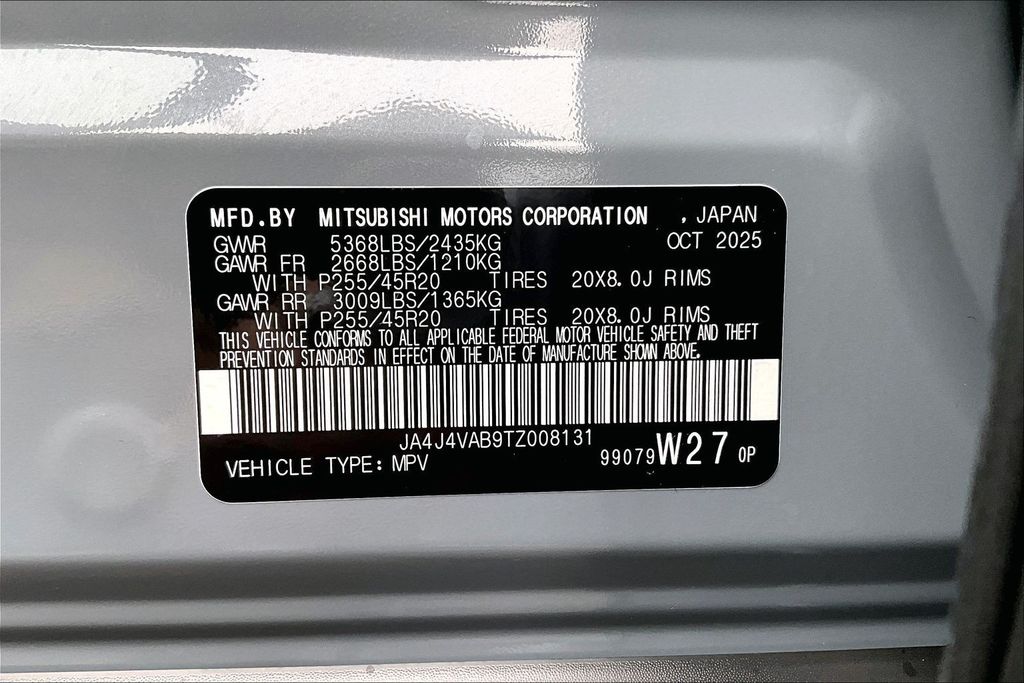 MFD.BY MITSUBISHI MOTORS CORPORATION , JAPAN
GVWR 5368LBS/2435KG OCT 2025
GAWR FR 2668LBS/1210KG
WITH P255/45R20 TIRES 20X8.0J RIMS
GAWR RR 3009LBS/1365KG
WITH P255/45R20 TIRES 20X8.0J RIMS
THIS VEHICLE CONFORMS TO ALL APPLICABLE FEDERAL MOTOR VEHICLE SAFETY AND THEFT
PREVENTION STANDARDS IN EFFECT ON THE DATE OF MANUFACTURE SHOWN ABOVE.
JA4J4VAB9TZ008131
VEHICLE TYPE: MPV 99079 W27 0P